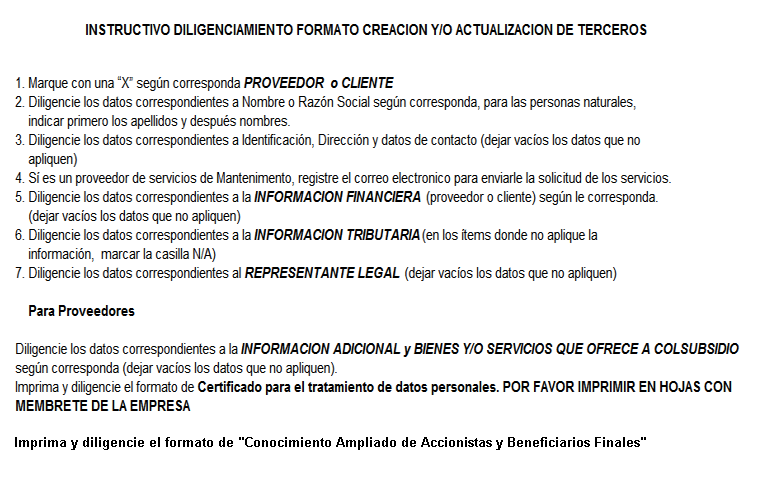 INSTRUCTIVO DILIGENCIAMIENTO FORMATO CREACION Y/O ACTUALIZACION DE TERCEROS
1. Marque con una “X” según corresponda PROVEEDOR o CLIENTE
2. Diligencie los datos correspondientes a Nombre o Razón Social según corresponda, para las personas naturales,
indicar primero los apellidos y después nombres.
3. Diligencie los datos correspondientes a Identificación, Dirección y datos de contacto (dejar vacíos los datos que no
apliquen)
4. Sí es un proveedor de servicios de Mantenimento, registre el correo electronico para enviarle la solicitud de los servicios.
5. Diligencie los datos correspondientes a la INFORMACION FINANCIERA (proveedor o cliente) según le corresponda.
(dejar vacíos los datos que no apliquen)
6. Diligencie los datos correspondientes a la INFORMACION TRIBUTARIA (en los ítems donde no aplique la
información, marcar la casilla N/A)
7. Diligencie los datos correspondientes al REPRESENTANTE LEGAL (dejar vacíos los datos que no apliquen)
Para Proveedores
Diligencie los datos correspondientes a la INFORMACION ADICIONAL y BIENES Y/O SERVICIOS QUE OFRECE A COLSUBSIDIO
según corresponda (dejar vacíos los datos que no apliquen).
Imprima y diligencie el formato de Certificado para el tratamiento de datos personales. POR FAVOR IMPRIMIR EN HOJAS CON
MEMBRETE DE LA EMPRESA
Imprima y diligencie el formato de "Conocimiento Ampliado de Accionistas y Beneficiarios Finales"